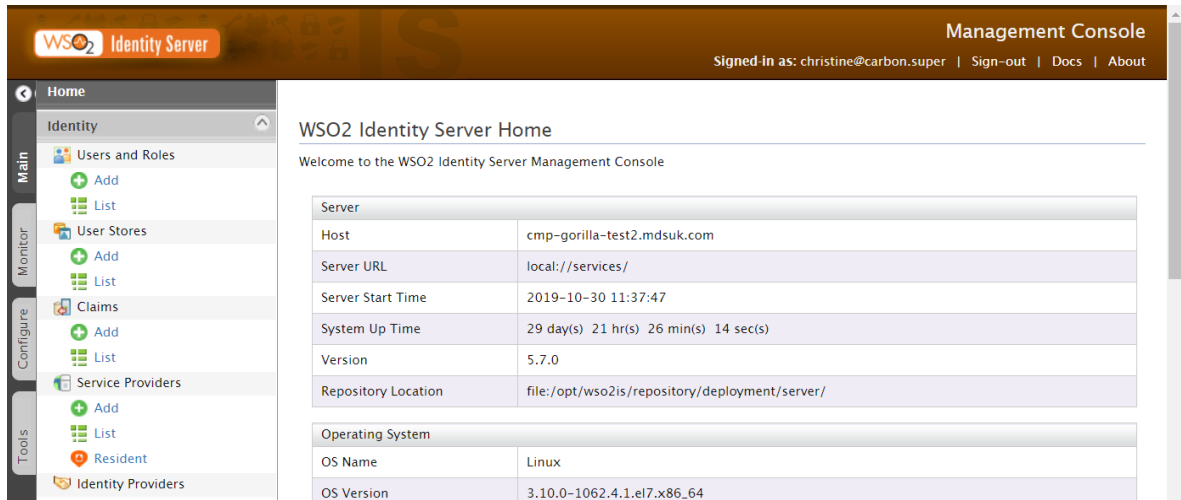 WSO2 Identity Server
Management Console
Signed-in as: christine@carbon.super | Sign-out | Docs | About
Main
Monitor
Configure
Tools
Home
Identity
Users and Roles
Add
List
User Stores
Add
List
Claims
Add
List
Service Providers
Add
List
Resident
Identity Providers
WSO2 Identity Server Home
Welcome to the WSO2 Identity Server Management Console
Server
Host cmp-gorilla-test2.mdsuk.com
Server URL local://services/
Server Start Time 2019-10-30 11:37:47
System Up Time 29 day(s) 21 hr(s) 26 min(s) 14 sec(s)
Version 5.7.0
Repository Location file:/opt/wso2is/repository/deployment/server/
Operating System
OS Name Linux
OS Version 3.10.0-1062.4.1.el7.x86_64